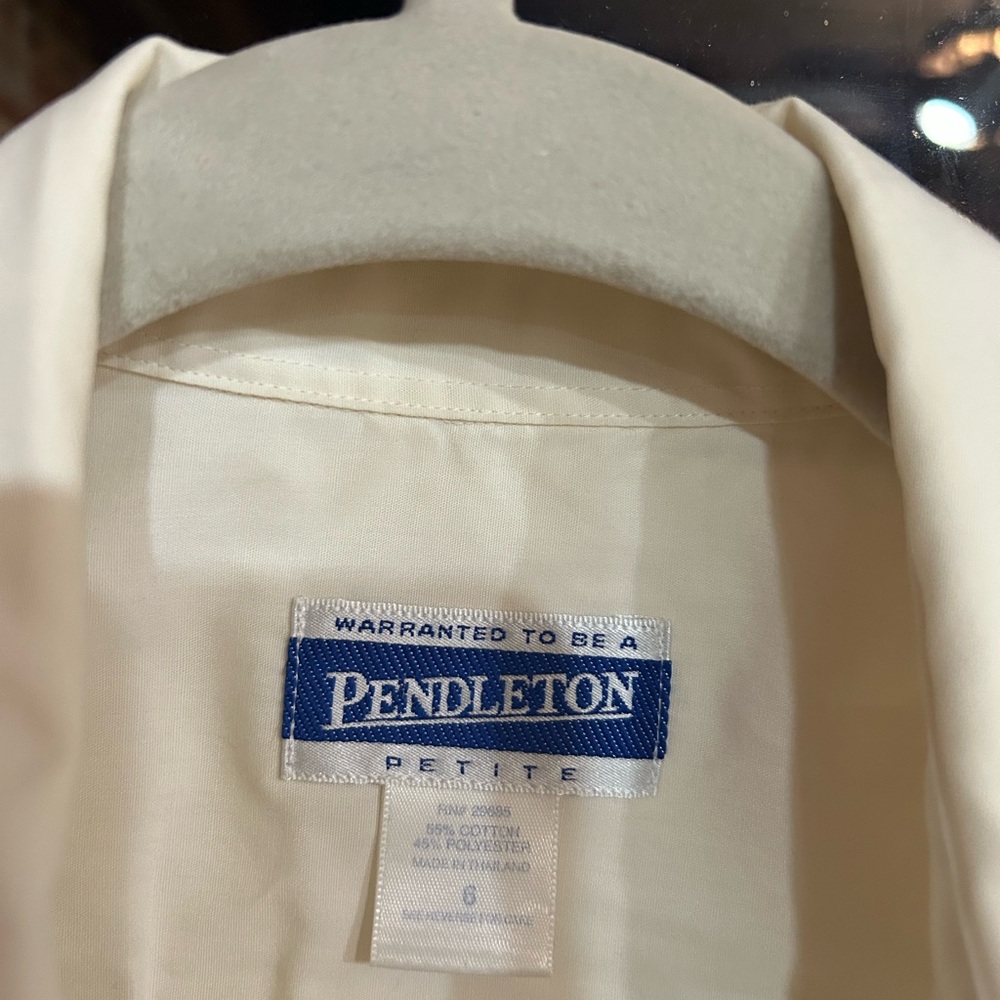 WARRANTED TO BE A
PENDLETON
PETITE
RN# 29685
55% COTTON
45% POLYESTER
MADE IN THAILAND
6
SEE REVERSE FOR CARE